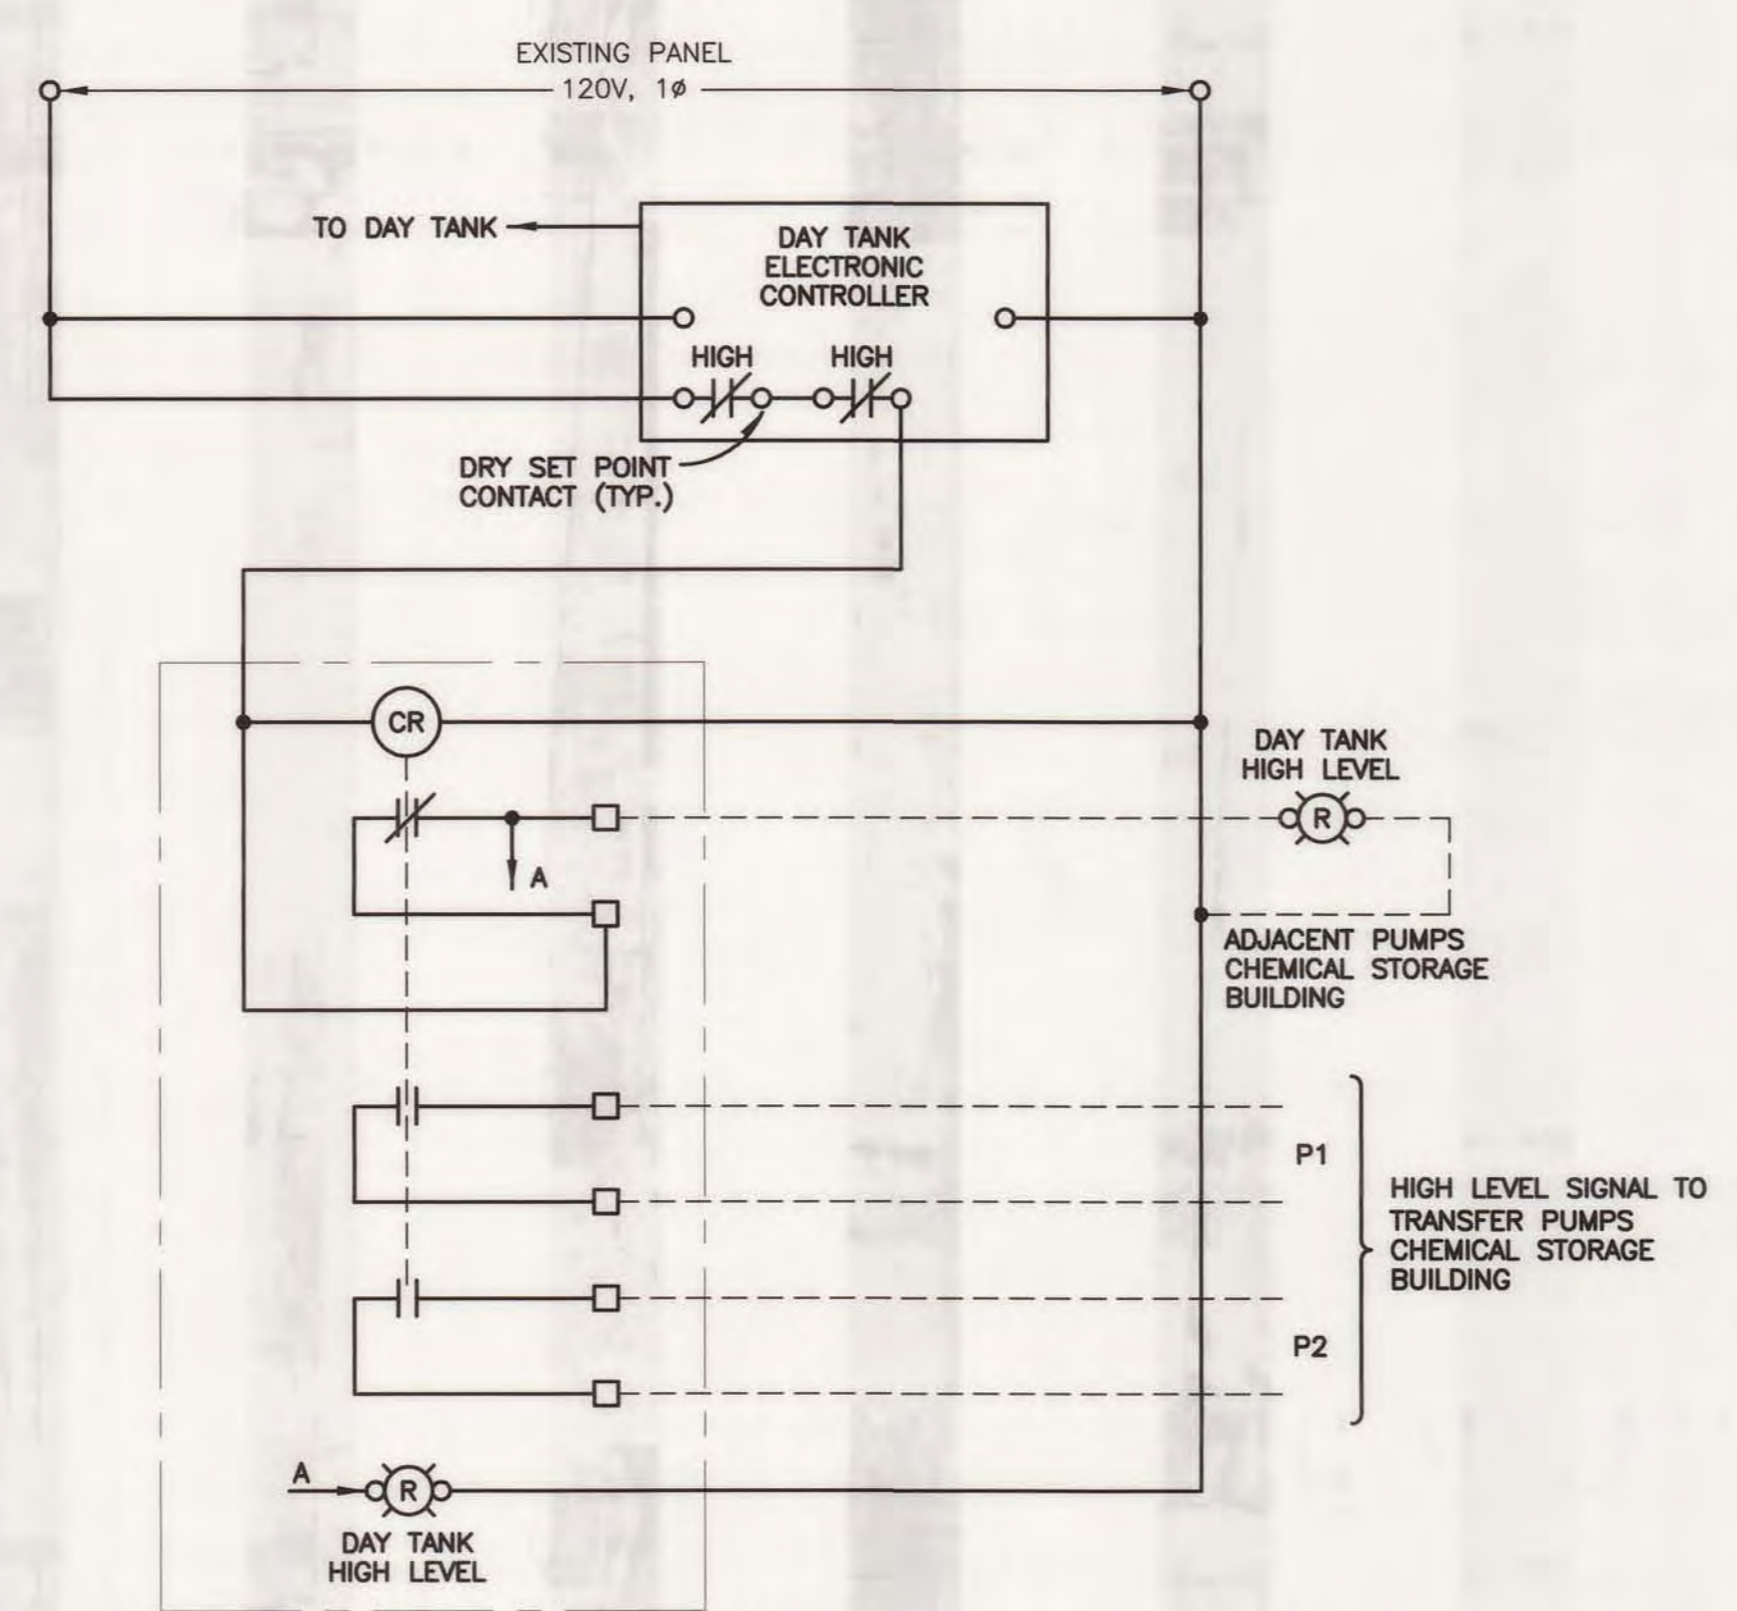 EXISTING PANEL
120V, 1ø
TO DAY TANK
DAY TANK
ELECTRONIC
CONTROLLER
HIGH
HIGH
DRY SET POINT
CONTACT (TYP.)
CR
A
DAY TANK
HIGH LEVEL
R
ADJACENT PUMPS
CHEMICAL STORAGE
BUILDING
P1
P2
HIGH LEVEL SIGNAL TO
TRANSFER PUMPS
CHEMICAL STORAGE
BUILDING
A
R
DAY TANK
HIGH LEVEL